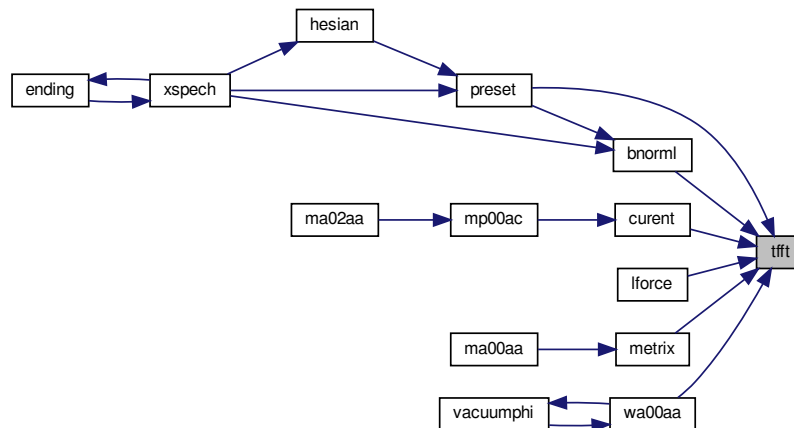 hesian
ending
xspech
preset
bnorml
ma02aa
mp00ac
curent
tfft
lforce
ma00aa
metrix
vacuumphi
wa00aa